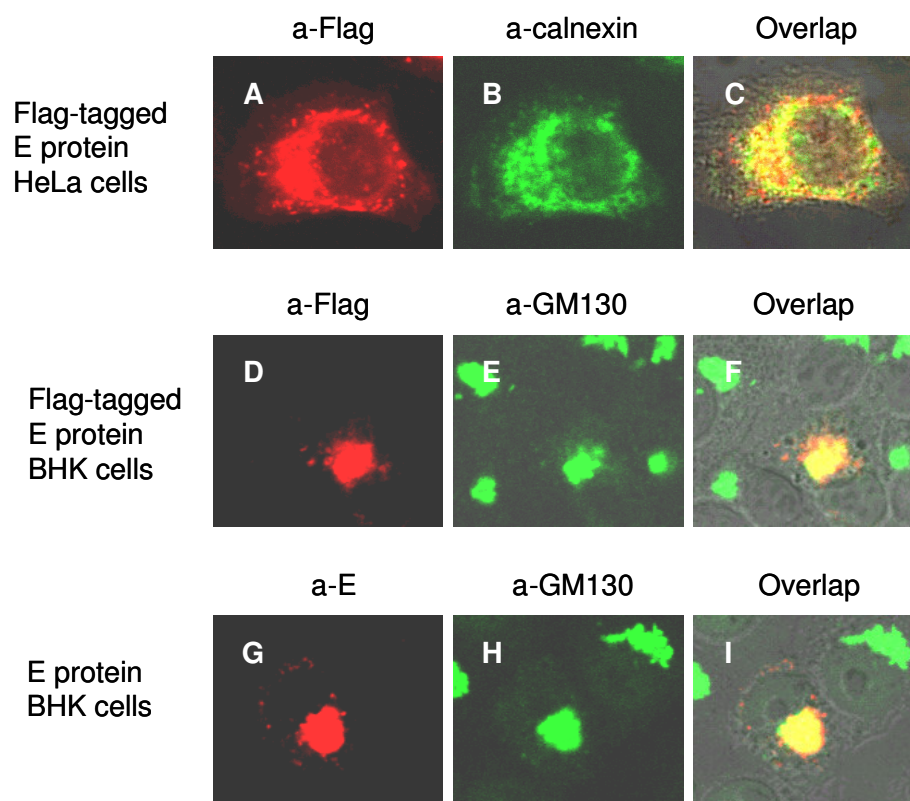 a-Flag a-calnexin Overlap
A B C
Flag-tagged
E protein
HeLa cells
a-Flag a-GM130 Overlap
D E F
Flag-tagged
E protein
BHK cells
a-E a-GM130 Overlap
G H I
E protein
BHK cells